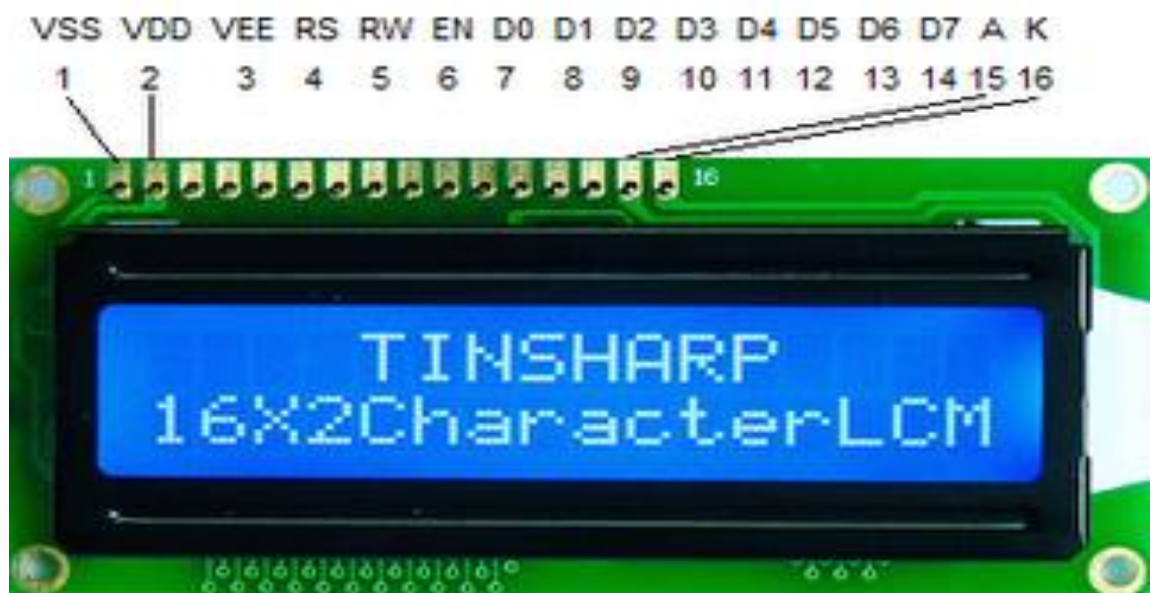 VSS VDD VEE RS RW EN D0 D1 D2 D3 D4 D5 D6 D7 A K
1 2 3 4 5 6 7 8 9 10 11 12 13 14 15 16
1 16
TINSHARP
16X2CharacterLCM